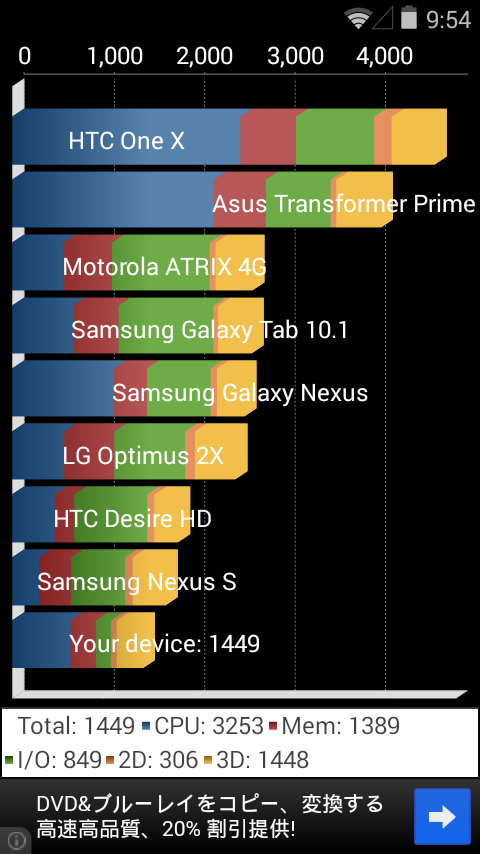 9:54
0 1,000 2,000 3,000 4,000
HTC One X
Asus Transformer Prime
Motorola ATRIX 4G
Samsung Galaxy Tab 10.1
Samsung Galaxy Nexus
LG Optimus 2X
HTC Desire HD
Samsung Nexus S
Your device: 1449
Total: 1449 CPU: 3253 Mem: 1389
I/O: 849 2D: 306 3D: 1448
DVD&ブルーレイをコピー、変換する
高速高品質、20% 割引提供!